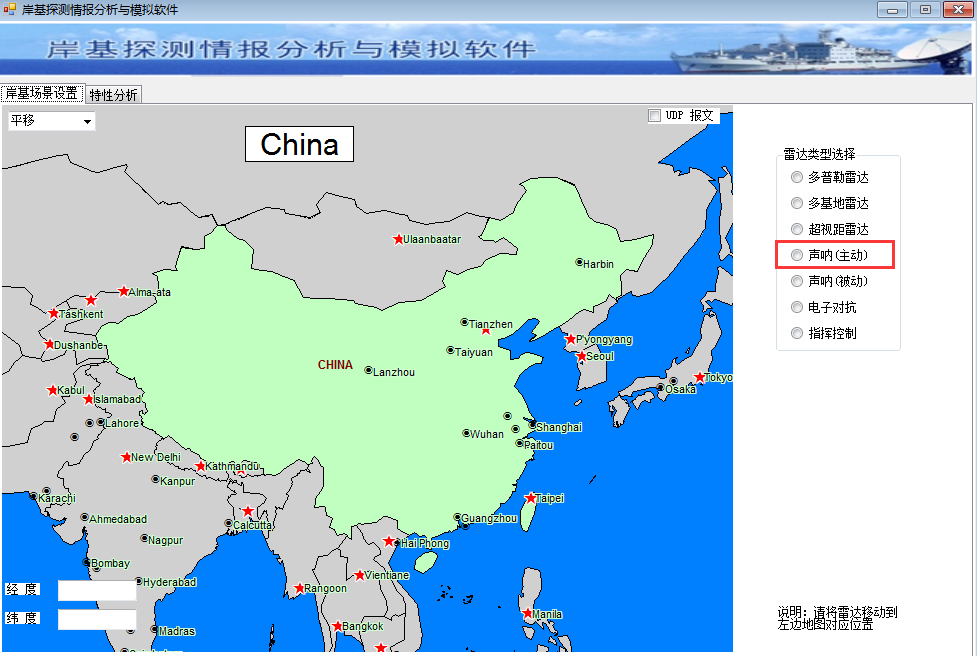 岸基探测情报分析与模拟软件
岸基探测情报分析与模拟软件
岸基场景设置 特性分析
平移
UDP 报文
China
Ulaanbaatar
Harbin
Alma-ata
Tashkent
Tianzhen
Dushanbe
P'yongyang
Taiyuan
Seoul
CHINA
Lanzhou
Tokyo
Kabul
Osaka
Islamabad
Lahore
Shanghai
Wuhan
Paitou
New Delhi
Kathmandu
Kanpur
Karachi
Taipei
Ahmedabad
Guangzhou
Calcutta
Nagpur
Hai Phong
Bombay
Vientiane
Hyderabad
Rangoon
Manila
Bangkok
Madras
经 度
纬 度
雷达类型选择
多普勒雷达
多基地雷达
超视距雷达
声呐(主动)
声呐(被动)
电子对抗
指挥控制
说明：请将雷达移动到
左边地图对应位置